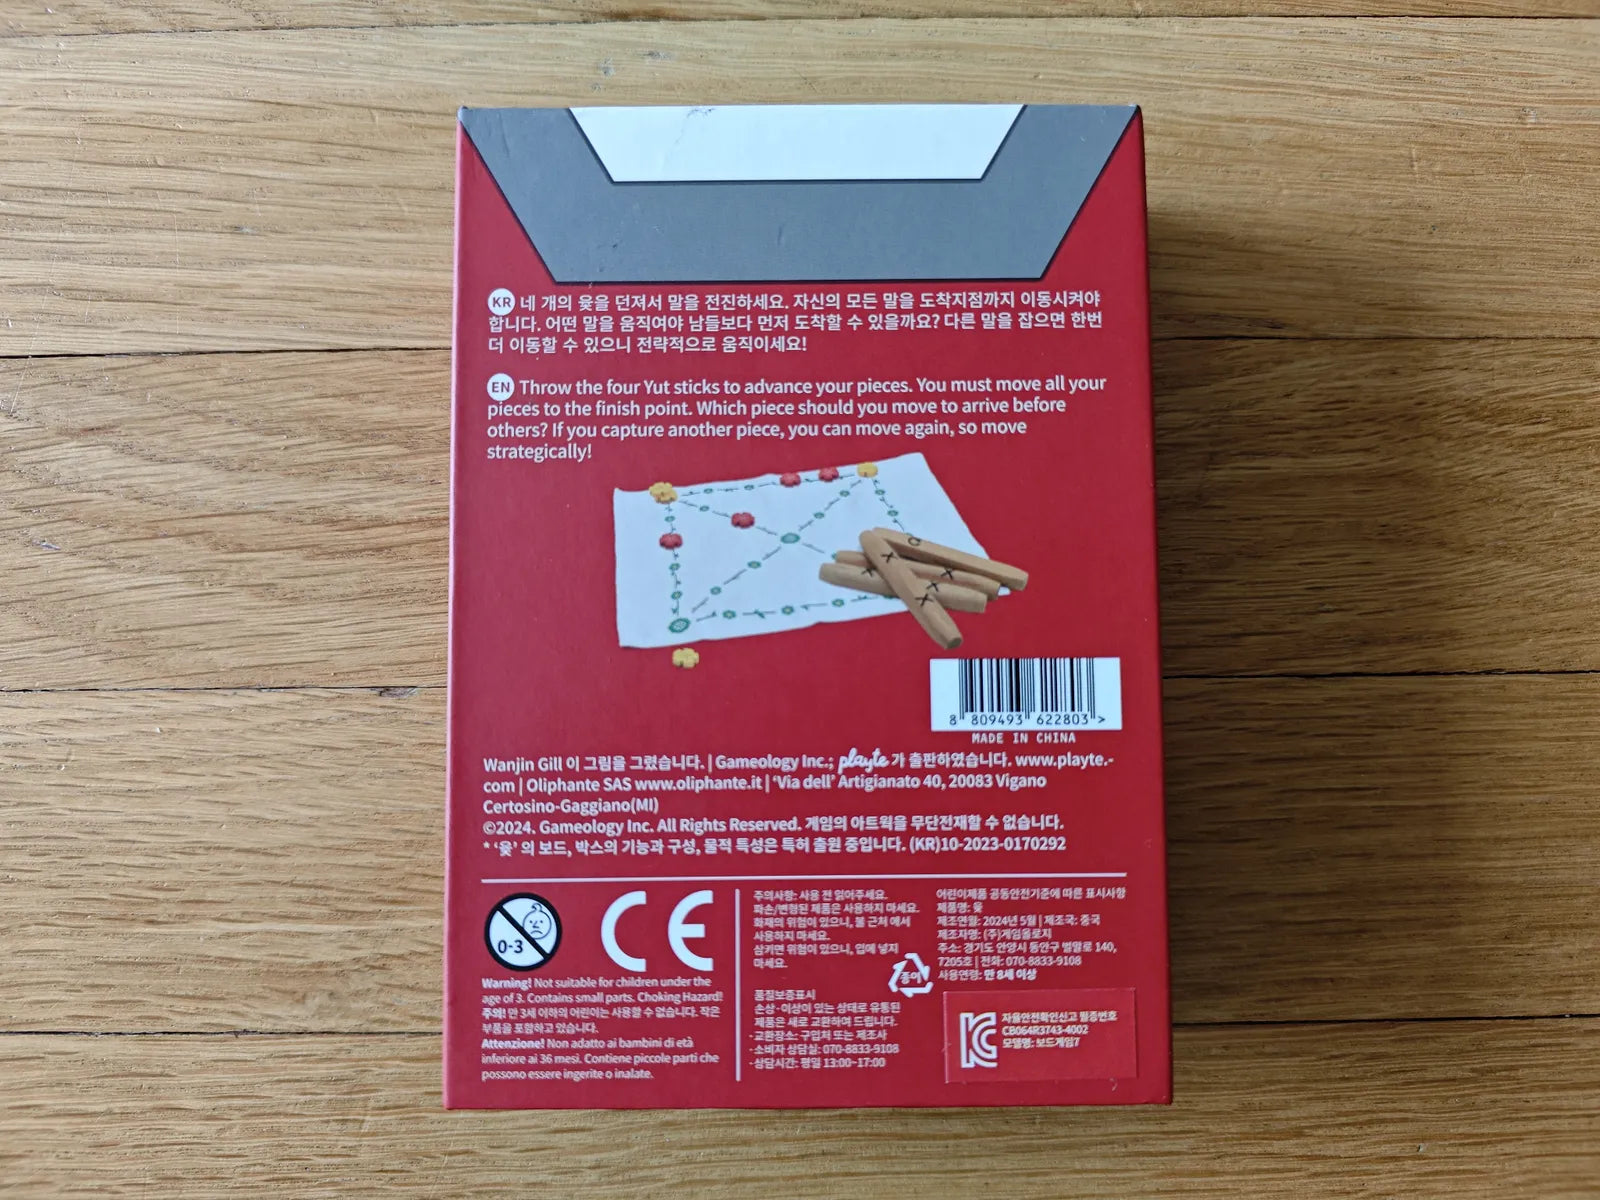 KR 네 개의 윷을 던져서 말을 전진하세요. 자신의 모든 말을 도착지점까지 이동시켜야
합니다. 어떤 말을 움직여야 남들보다 먼저 도착할 수 있을까요? 다른 말을 잡으면 한번
더 이동할 수 있으니 전략적으로 움직이세요!
EN Throw the four Yut sticks to advance your pieces. You must move all your
pieces to the finish point. Which piece should you move to arrive before
others? If you capture another piece, you can move again, so move
strategically!
8 809493 622803 >
MADE IN CHINA
Wanjin Gill 이 그림을 그렸습니다. | Gameology Inc.; playte 가 출판하였습니다. www.playte.-
com | Oliphante SAS www.oliphante.it | ‘Via dell’ Artigianato 40, 20083 Vigano
Certosino-Gaggiano(MI)
©2024. Gameology Inc. All Rights Reserved. 게임의 아트웍을 무단전재할 수 없습니다.
* ‘윷’ 의 보드, 박스의 기능과 구성, 물적 특성은 특허 출원 중입니다. (KR)10-2023-0170292
0-3
CE
Warning! Not suitable for children under the
age of 3. Contains small parts. Choking Hazard!
주의! 만 3세 이하의 어린이는 사용할 수 없습니다. 작은
부품을 포함하고 있습니다.
Attenzione! Non adatto ai bambini di età
inferiore ai 36 mesi. Contiene piccole parti che
possono essere ingerite o inalate.
주의사항: 사용 전 읽어주세요.
파손/변형된 제품은 사용하지 마세요.
화재의 위험이 있으니, 불 근처에서
사용하지 마세요.
삼키면 위험이 있으니, 입에 넣지
마세요.
종이
품질보증표시
손상·이상이 있는 상태로 유통된
제품은 새로 교환하여 드립니다.
- 교환장소: 구입처 또는 제조사
- 소비자 상담실: 070-8833-9108
- 상담시간: 평일 13:00~17:00
어린이제품 공통안전기준에 따른 표시사항
제품명: 윷
제조연월: 2024년 5월 | 제조국: 중국
제조자명: (주)게임올로지
주소: 경기도 안양시 동안구 벌말로 140,
7205호 | 전화: 070-8833-9108
사용연령: 만 8세 이상
자율안전확인신고 필증번호
CB064R3743-4002
모델명: 보드게임7